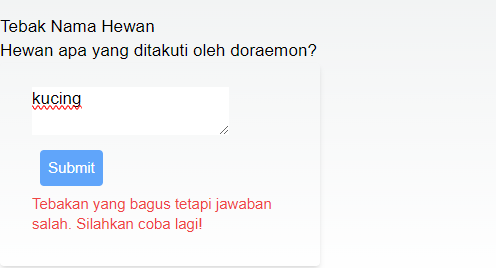 Tebak Nama Hewan
Hewan apa yang ditakuti oleh doraemon?
kucing
Submit
Tebakan yang bagus tetapi jawaban
salah. Silahkan coba lagi!